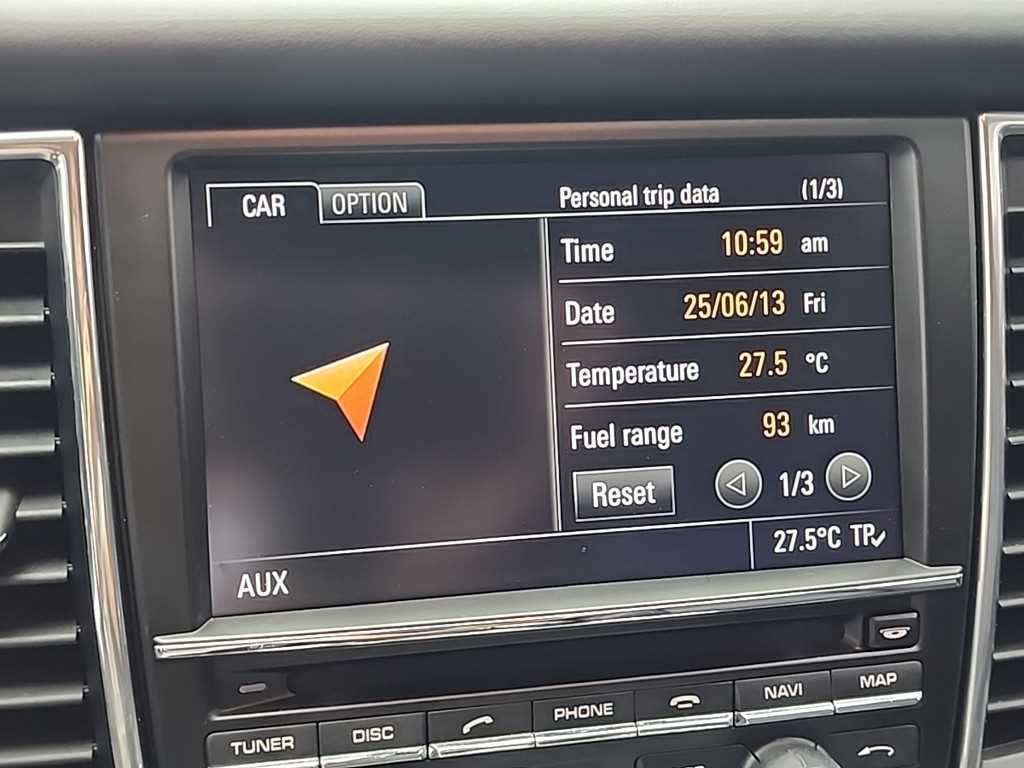 CAR OPTION Personal trip data (1/3)
Time 10:59 am
Date 25/06/13 Fri
Temperature 27.5 °C
Fuel range 93 km
Reset 1/3
27.5°C TP
AUX
TUNER DISC PHONE NAVI MAP